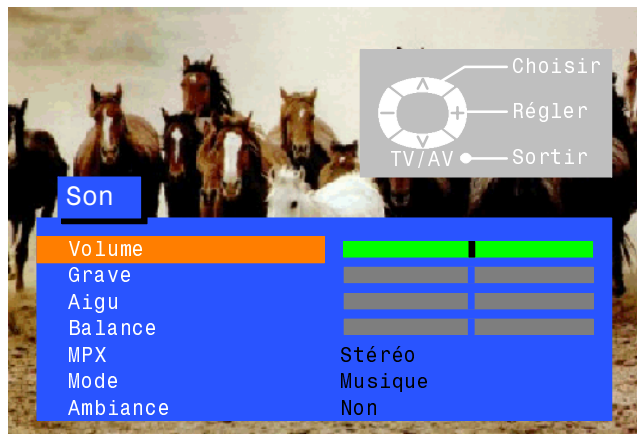 Choisir
Régler
TV/AV Sortir
Son
Volume
Grave
Aigu
Balance
MPX Stéréo
Mode Musique
Ambiance Non